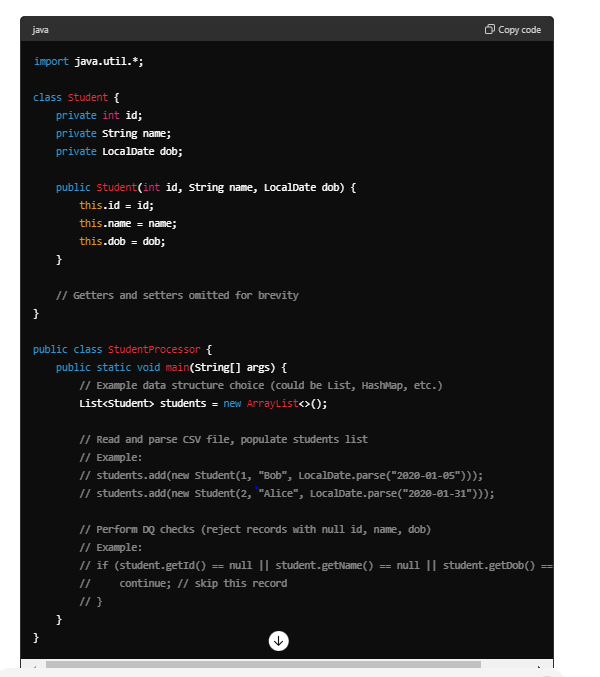 java
Copy code
import java.util.*;
class Student {
    private int id;
    private String name;
    private LocalDate dob;
    public Student(int id, String name, LocalDate dob) {
        this.id = id;
        this.name = name;
        this.dob = dob;
    }
    // Getters and setters omitted for brevity
}
public class StudentProcessor {
    public static void main(String[] args) {
        // Example data structure choice (could be List, HashMap, etc.)
        List<Student> students = new ArrayList<>();
        // Read and parse CSV file, populate students list
        // Example:
        // students.add(new Student(1, "Bob", LocalDate.parse("2020-01-05")));
        // students.add(new Student(2, "Alice", LocalDate.parse("2020-01-31")));
        // Perform DQ checks (reject records with null id, name, dob)
        // Example:
        // if (student.getId() == null || student.getName() == null || student.getDob() ==
        //     continue; // skip this record
        // }
    }
}